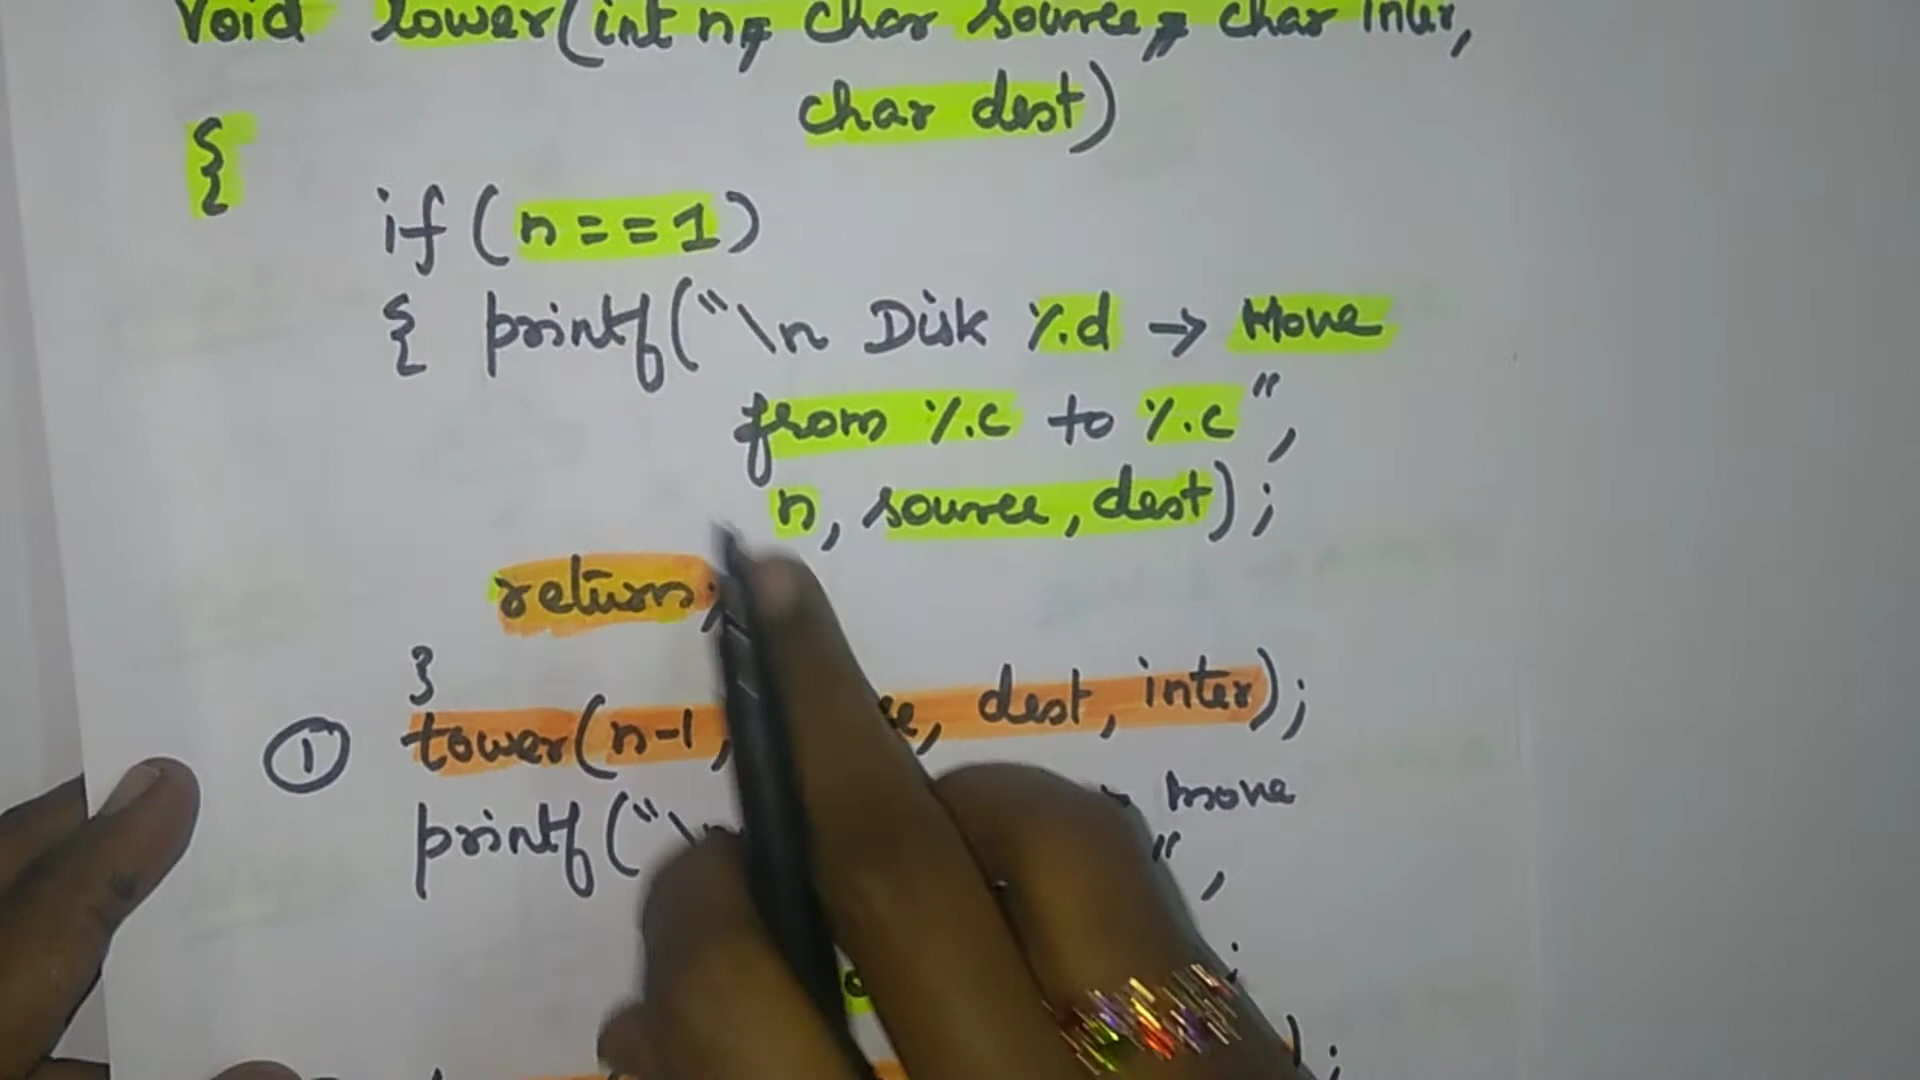 Void tower(int n, char source, char inter,
char dest)
{
if (n==1)
{ printf("\n Disk %d → Move
from %c to %c",
n, source, dest);
return;
}
① tower(n-1, dest, inter);
printf("\n move
",